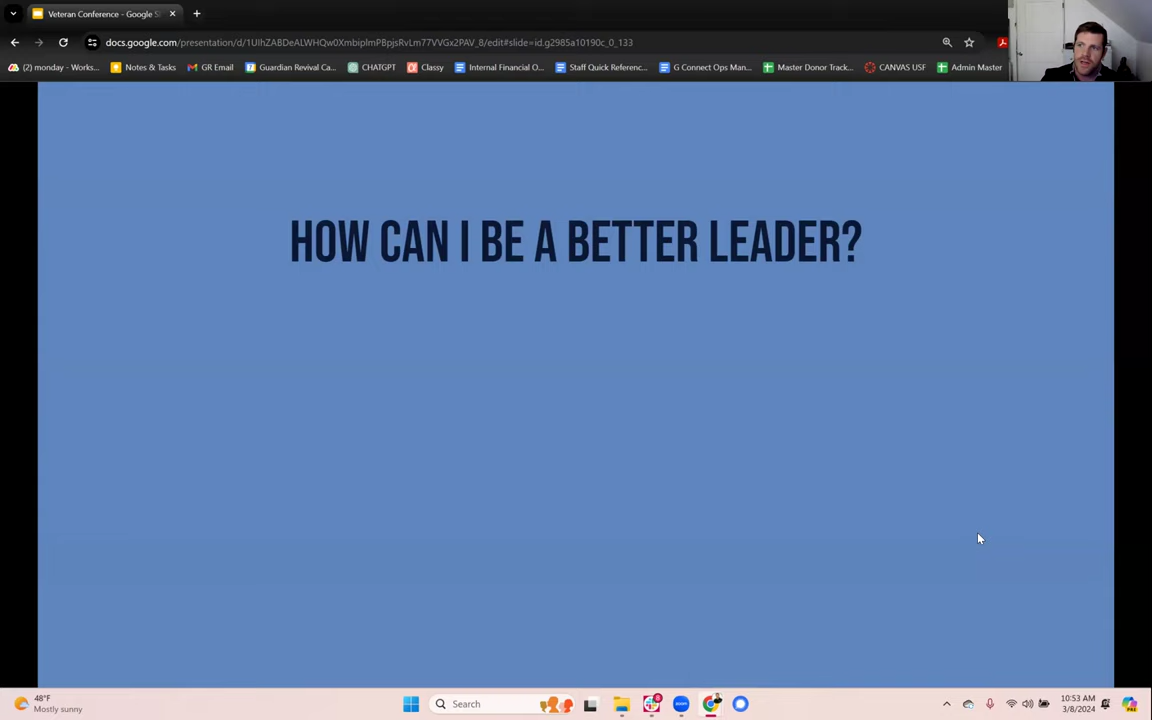 Veteran Conference - Google S
docs.google.com/presentation/d/1UIhZABDeALWHQw0XmbiplmPBpjsRvLm77VVGx2PAV_8/edit#slide=id.g2985a10190c_0_133
(2) monday - Works...
Notes & Tasks
GR Email
Guardian Revival Ca...
CHATGPT
Classy
Internal Financial O...
Staff Quick Referenc...
G Connect Ops Man...
Master Donor Track...
CANVAS USF
Admin Master
HOW CAN I BE A BETTER LEADER?
48°F
Mostly sunny
Search
10:53 AM
3/8/2024